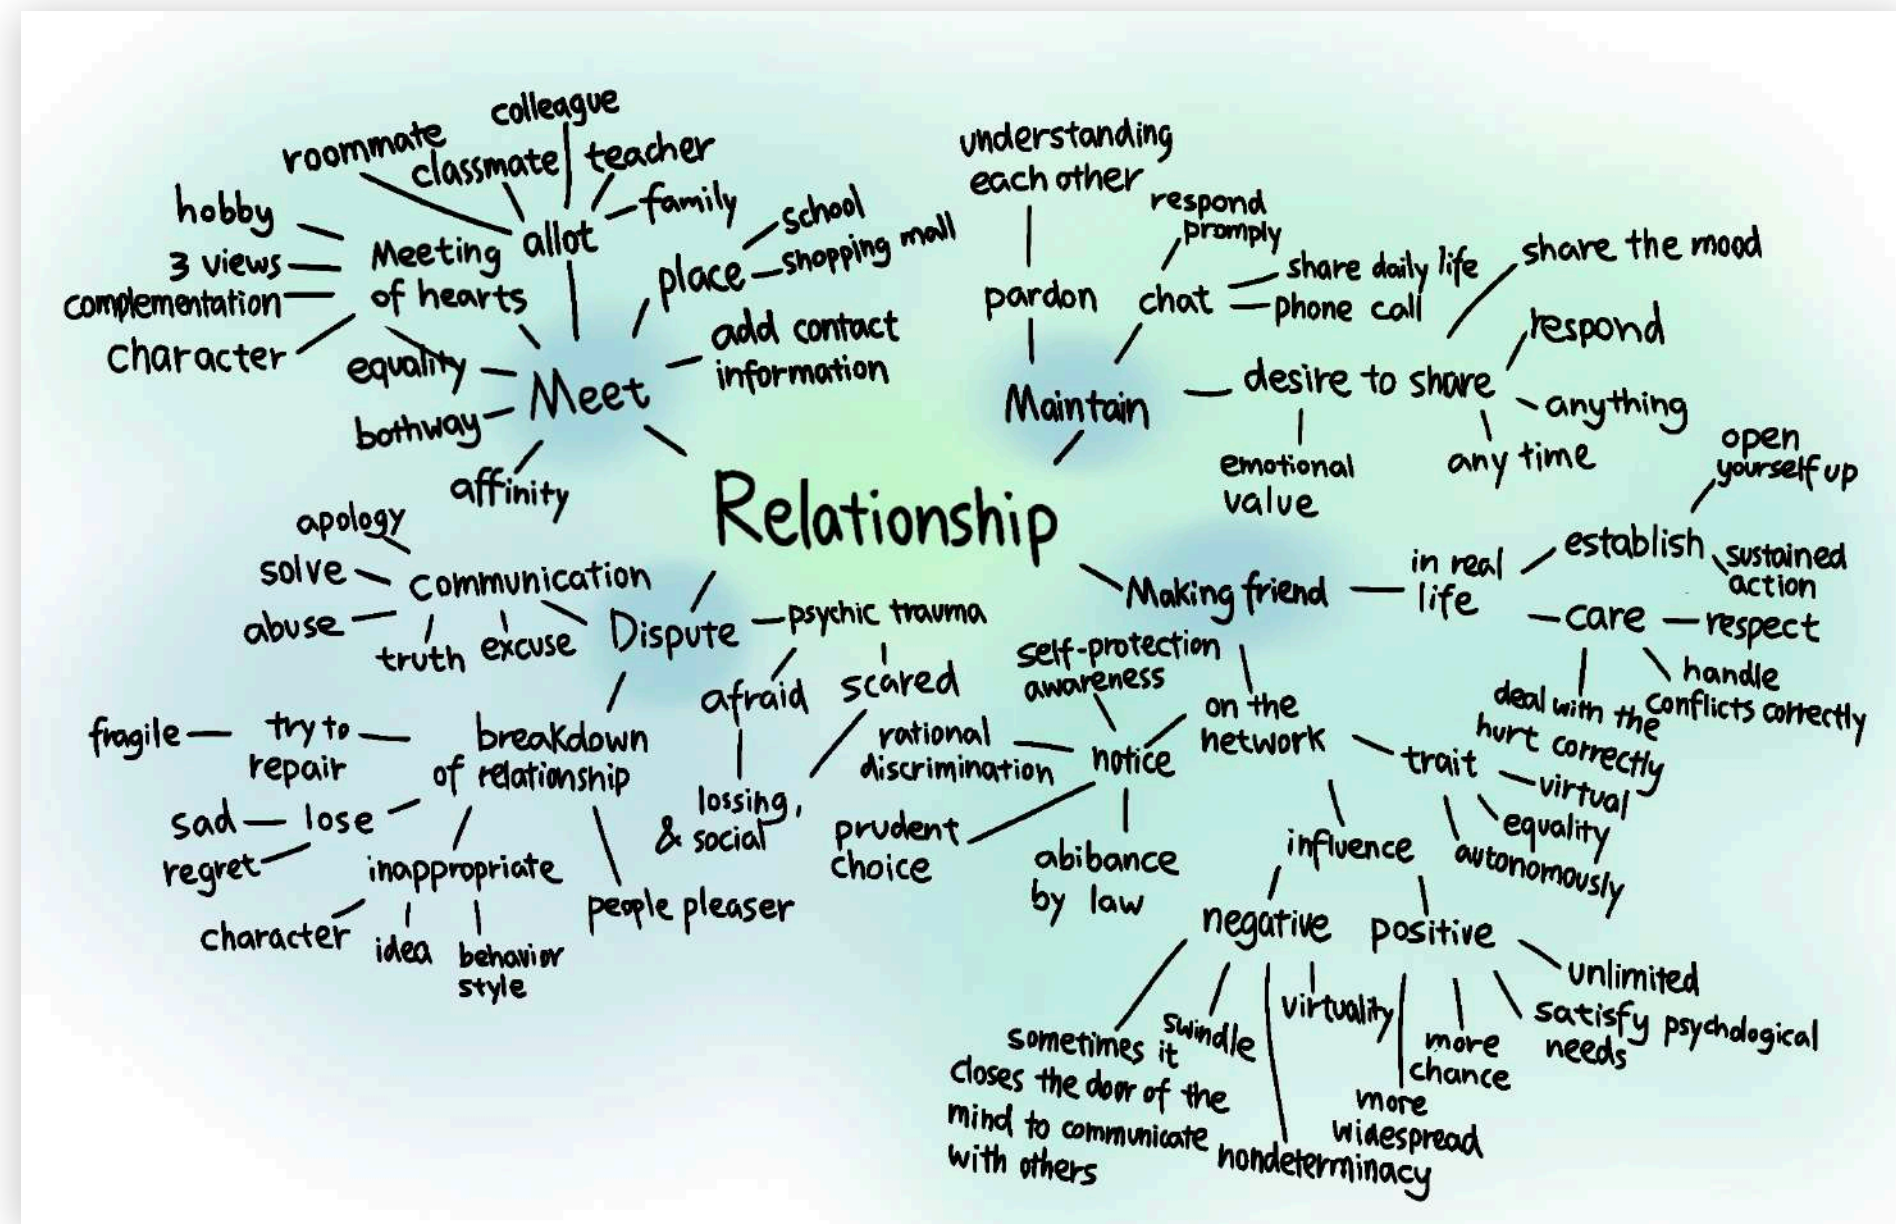 colleague
roommate
classmate
teacher
family
hobby
3 views
complementation
character
Meeting
of hearts
allot
place
school
shopping mall
add contact
information
equality
bothway
affinity
Meet
understanding
each other
pardon
respond
promply
chat
share daily life
phone call
share the mood
respond
Maintain
desire to share
anything
any time
emotional
value
Relationship
open
yourself up
establish
sustained
action
in real
life
Making friend
care
respect
handle
conflicts correctly
deal with the
hurt correctly
apology
solve
communication
abuse
truth
excuse
Dispute
psychic trauma
afraid
scared
lossing,
& social
fragile
try to
repair
breakdown
of relationship
sad
lose
regret
inappropriate
character
idea
behavior
style
people pleaser
self-protection
awareness
on the
network
rational
discrimination
notice
prudent
choice
abibance
by law
trait
virtual
equality
autonomously
influence
negative
positive
unlimited
satisfy psychological
needs
more
chance
more
widespread
virtuality
swindle
sometimes it
closes the door of the
mind to communicate
with others
nondeterminacy